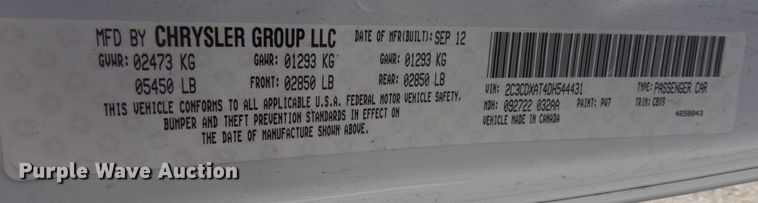 MFD BY CHRYSLER GROUP LLC DATE OF MFR(BUILT): SEP 12
GVWR: 02473 KG GAWR: 01293 KG GAWR: 01293 KG
05450 LB FRONT: 02850 LB REAR: 02850 LB
THIS VEHICLE CONFORMS TO ALL APPLICABLE U.S.A. FEDERAL MOTOR VEHICLE SAFETY,
BUMPER AND THEFT PREVENTION STANDARDS IN EFFECT ON
THE DATE OF MANUFACTURE SHOWN ABOVE.
VIN: 2C3CDXAT4DH544431 TYPE: PASSENGER CAR
MDH: 092722 032AA PAINT: PW7 TRIM: CBX9
VEHICLE MADE IN CANADA 4658843
Purple Wave Auction